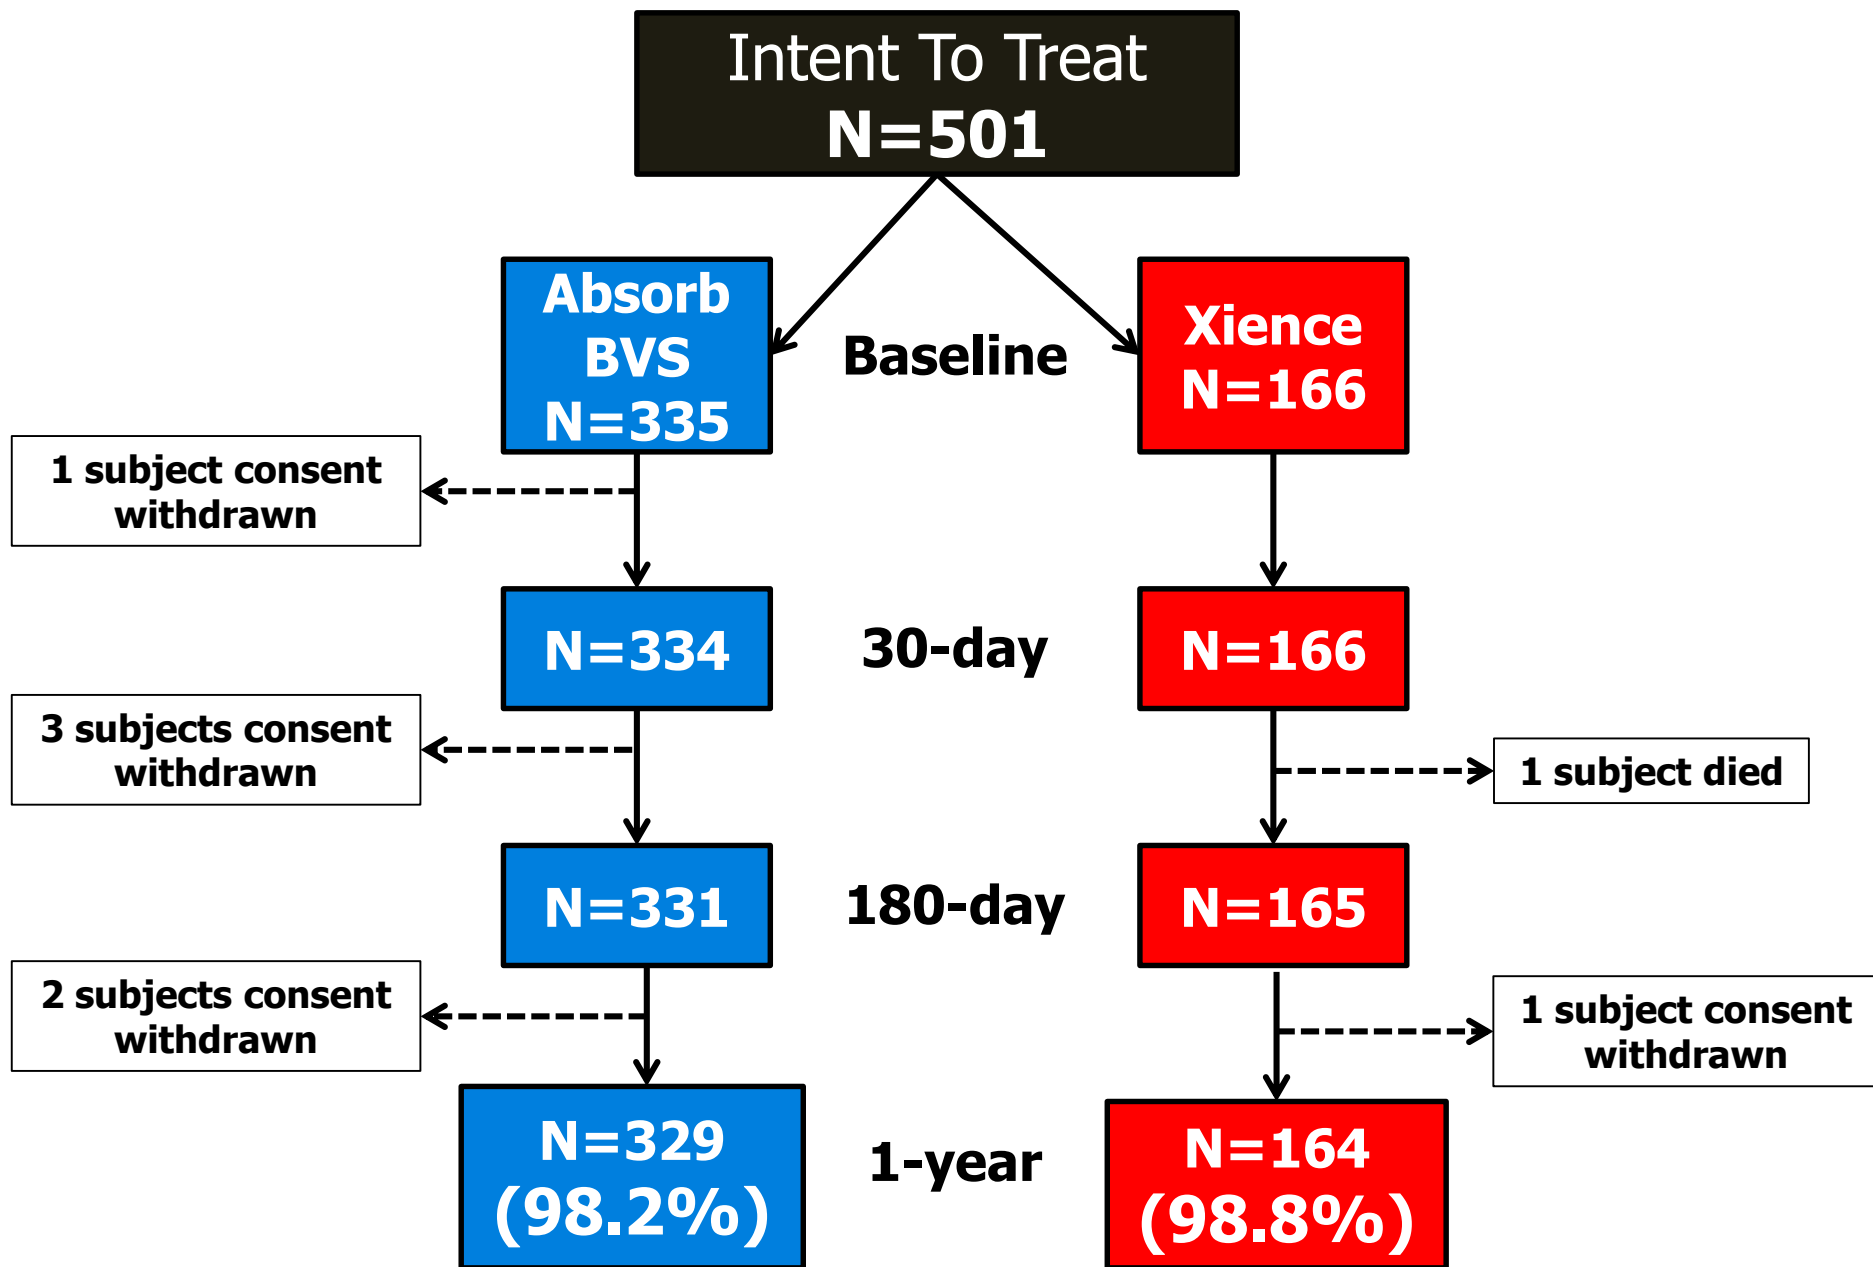 Intent To Treat
N=501
Absorb
BVS
N=335
Baseline
Xience
N=166
1 subject consent
withdrawn
N=334
30-day
N=166
3 subjects consent
withdrawn
1 subject died
N=331
180-day
N=165
2 subjects consent
withdrawn
1 subject consent
withdrawn
N=329
(98.2%)
1-year
N=164
(98.8%)